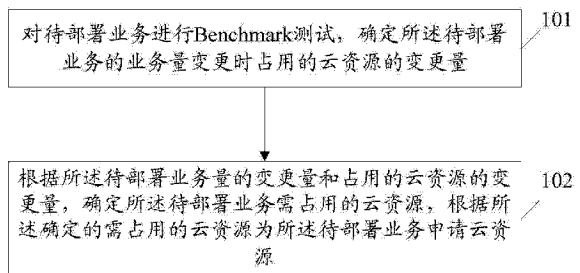 对待部署业务进行Benchmark测试，确定所述待部署
业务的业务量变更时占用的云资源的变更量
101
根据所述待部署业务量的变更量和占用的云资源的变
更量，确定所述待部署业务需占用的云资源，根据所
述确定的需占用的云资源为所述待部署业务申请云资
源
102